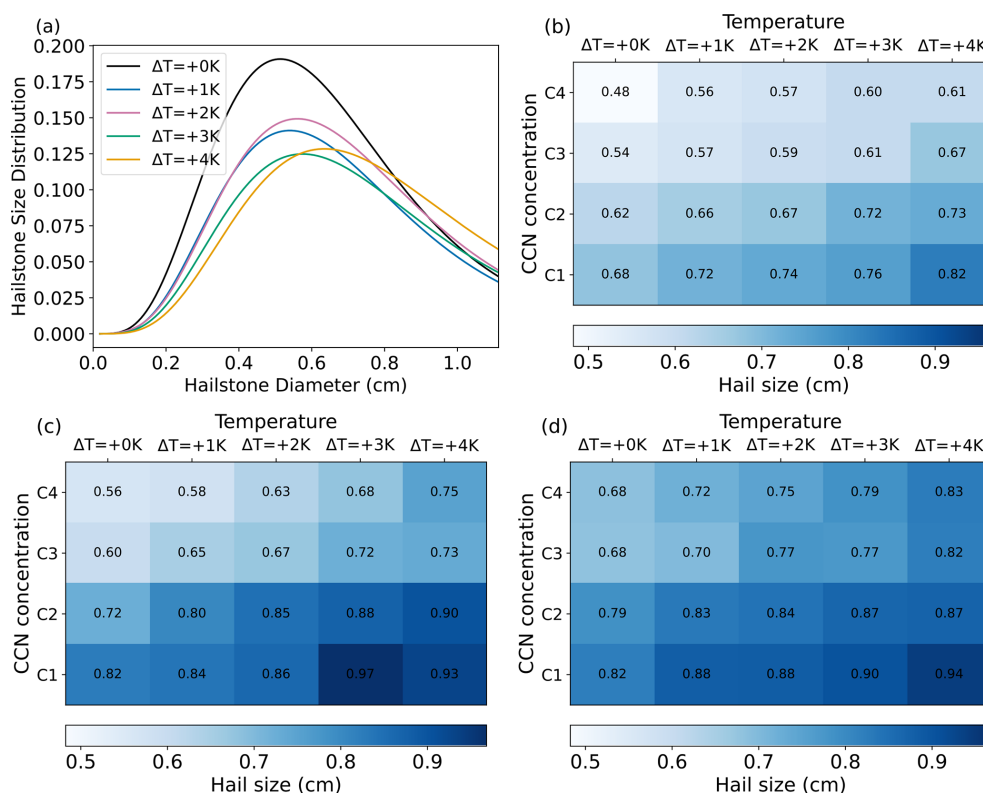 (a)
Hailstone Size Distribution
0.200
0.175
0.150
0.125
0.100
0.075
0.050
0.025
0.000
ΔT=+0K
ΔT=+1K
ΔT=+2K
ΔT=+3K
ΔT=+4K
0.0 0.2 0.4 0.6 0.8 1.0
Hailstone Diameter (cm)
(b)
Temperature
ΔT=+0K ΔT=+1K ΔT=+2K ΔT=+3K ΔT=+4K
CCN concentration
C4 0.48 0.56 0.57 0.60 0.61
C3 0.54 0.57 0.59 0.61 0.67
C2 0.62 0.66 0.67 0.72 0.73
C1 0.68 0.72 0.74 0.76 0.82
0.5 0.6 0.7 0.8 0.9
Hail size (cm)
(c)
Temperature
ΔT=+0K ΔT=+1K ΔT=+2K ΔT=+3K ΔT=+4K
CCN concentration
C4 0.56 0.58 0.63 0.68 0.75
C3 0.60 0.65 0.67 0.72 0.73
C2 0.72 0.80 0.85 0.88 0.90
C1 0.82 0.84 0.86 0.97 0.93
0.5 0.6 0.7 0.8 0.9
Hail size (cm)
(d)
Temperature
ΔT=+0K ΔT=+1K ΔT=+2K ΔT=+3K ΔT=+4K
CCN concentration
C4 0.68 0.72 0.75 0.79 0.83
C3 0.68 0.70 0.77 0.77 0.82
C2 0.79 0.83 0.84 0.87 0.87
C1 0.82 0.88 0.88 0.90 0.94
0.5 0.6 0.7 0.8 0.9
Hail size (cm)